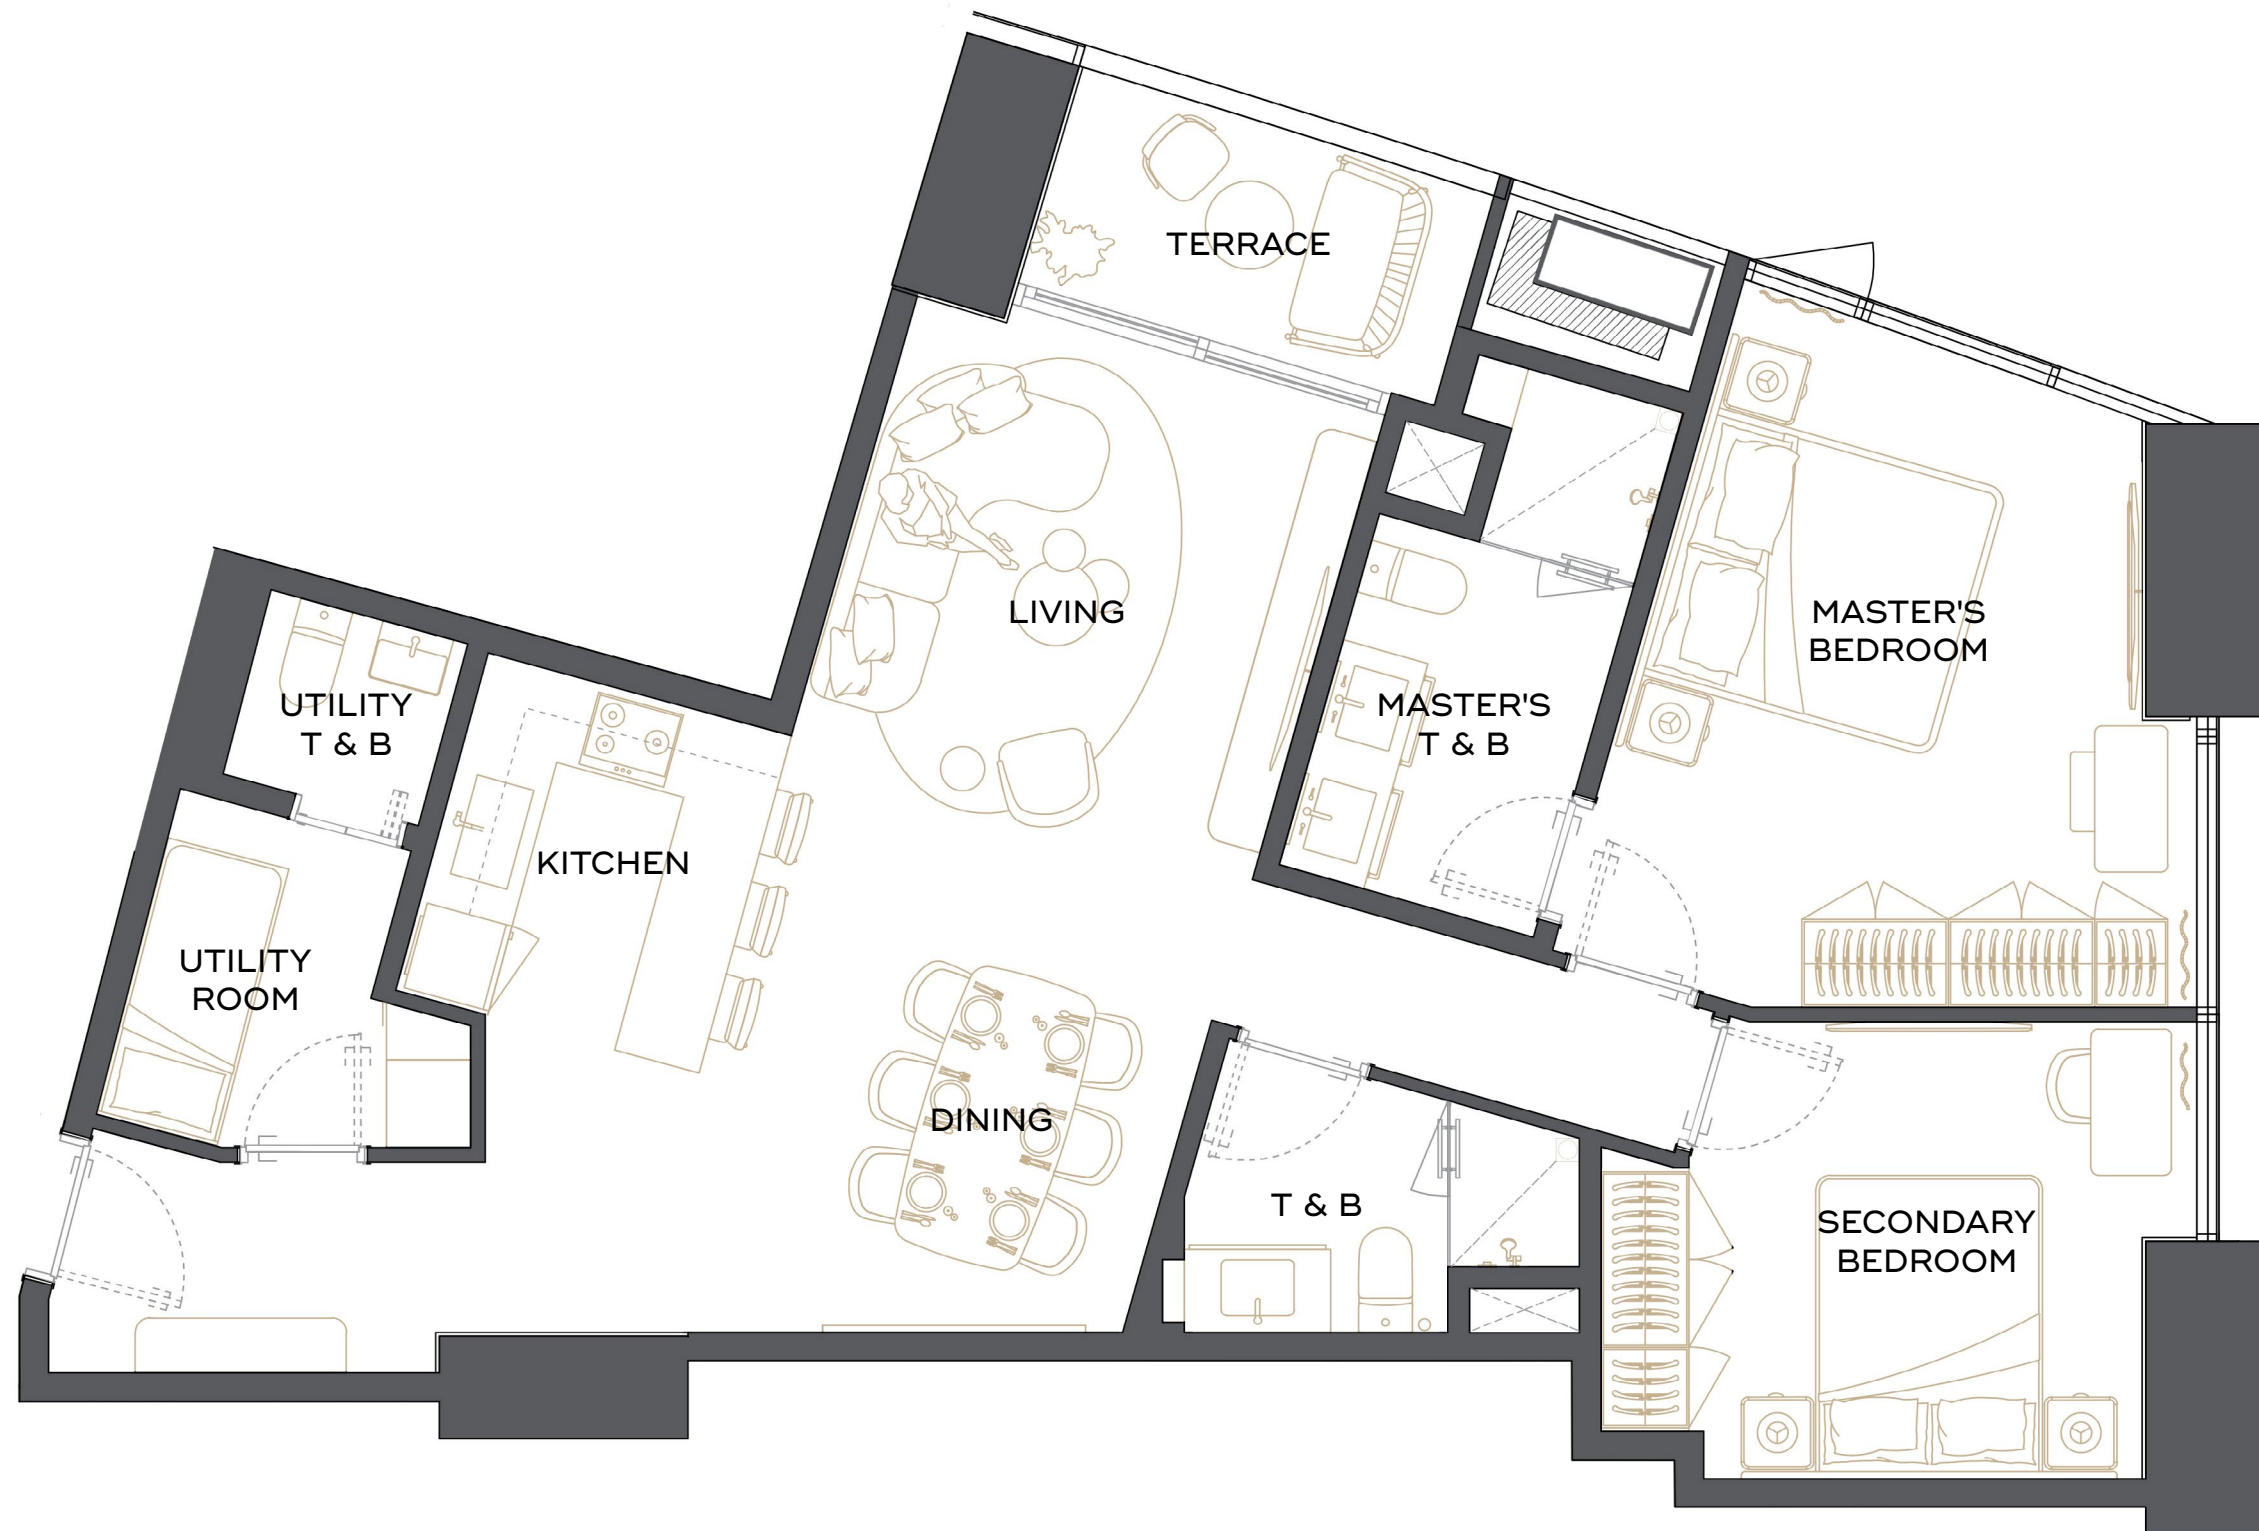 TERRACE
LIVING
MASTER'S
BEDROOM
UTILITY
T & B
MASTER'S
T & B
KITCHEN
UTILITY
ROOM
DINING
T & B
SECONDARY
BEDROOM